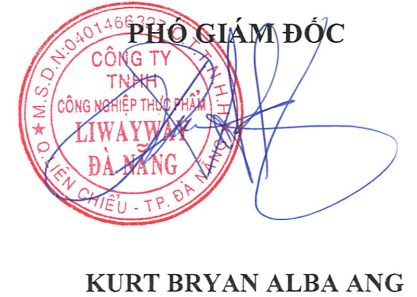 PHÓ GIÁM ĐỐC
M.S.D.N:04014663
T.N.H.H
CÔNG TY
TNHH
CÔNG NGHIỆP THỰC PHẨM
LIWAYWAY
ĐÀ NẴNG
Q. LIÊN CHIỂU - TP. ĐÀ NẴNG
KURT BRYAN ALBA ANG